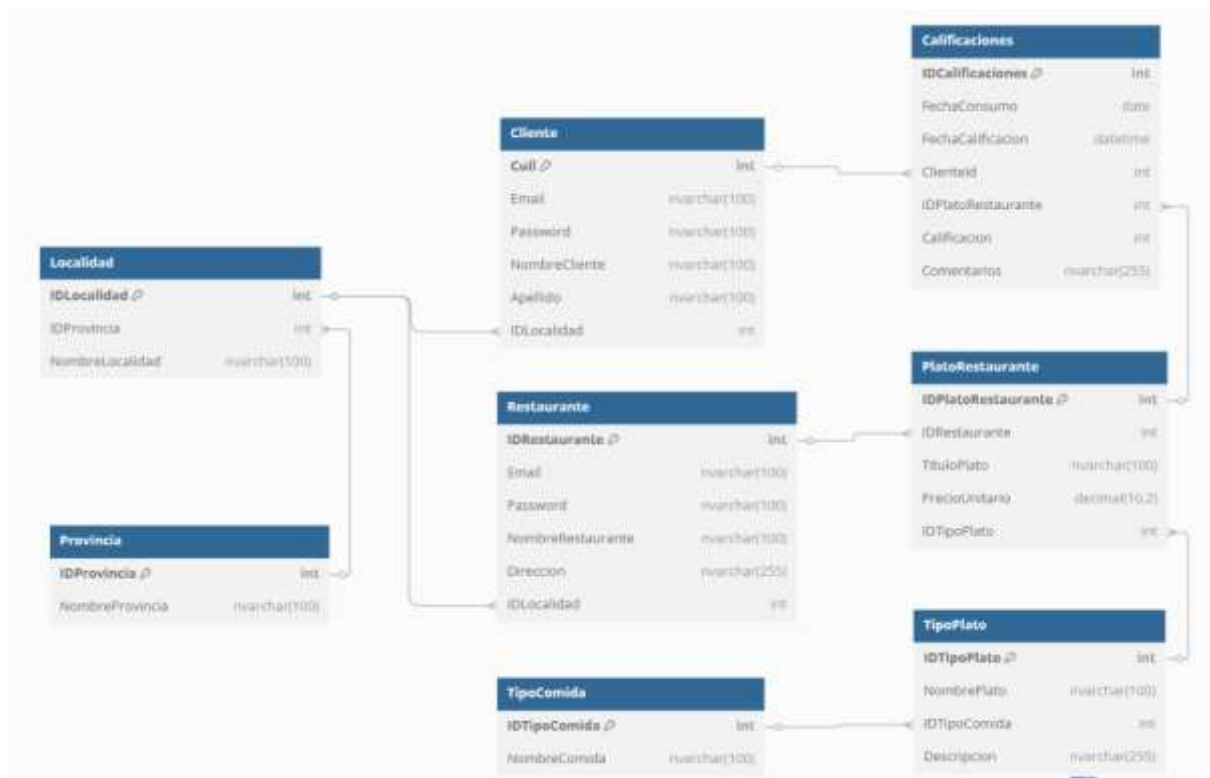 Calificaciones
IDCalificaciones int
FechaConsumo date
FechaCalificacion datetime
ClienteId int
IDPlatoRestaurante int
Calificacion int
Comentarios nvarchar(255)
Cliente
Cuil int
Email nvarchar(100)
Password nvarchar(100)
NombreCliente nvarchar(100)
Apellido nvarchar(100)
IDLocalidad int
Localidad
IDLocalidad int
IDProvincia int
NombreLocalidad nvarchar(100)
PlatoRestaurante
IDPlatoRestaurante int
IDRestaurante int
TituloPlato nvarchar(100)
PrecioUnitario decimal(10,2)
IDTipoPlato int
Restaurante
IDRestaurante int
Email nvarchar(100)
Password nvarchar(100)
NombreRestaurante nvarchar(100)
Direccion nvarchar(255)
IDLocalidad int
Provincia
IDProvincia int
NombreProvincia nvarchar(100)
TipoPlato
IDTipoPlato int
NombrePlato nvarchar(100)
IDTipoComida int
Descripcion nvarchar(255)
TipoComida
IDTipoComida int
NombreComida nvarchar(100)